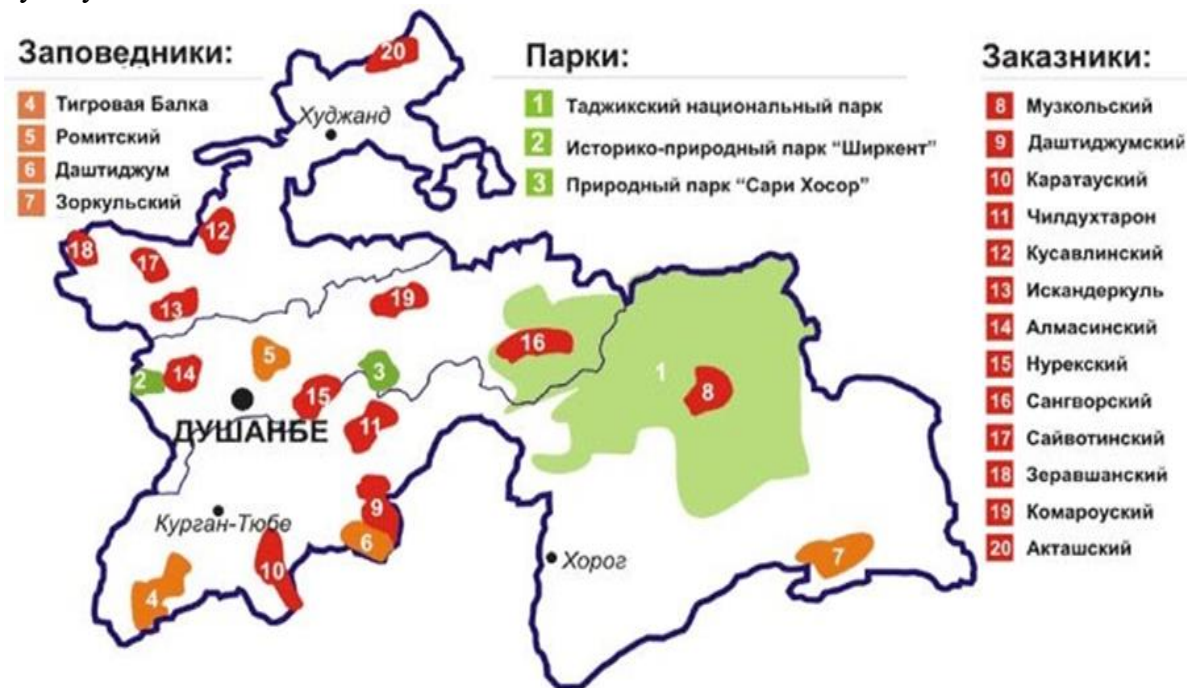 Заповедники:
4 Тигровая Балка
5 Ромитский
6 Даштиджум
7 Зоркульский
Парки:
1 Таджикский национальный парк
2 Историко-природный парк "Ширкент"
3 Природный парк "Сари Хосор"
Заказники:
8 Музкольский
9 Даштиджумский
10 Каратауский
11 Чилдухтарон
12 Кусавлинский
13 Искандеркуль
14 Алмасинский
15 Нурекский
16 Сангворский
17 Сайвотинский
18 Зеравшанский
19 Комароуский
20 Акташский
20
Худжанд
12
18
17
13
19
16
5
2
14
3
1
8
15
ДУШАНБЕ
11
9
Курган-Тюбе
6
7
Хорог
10
4